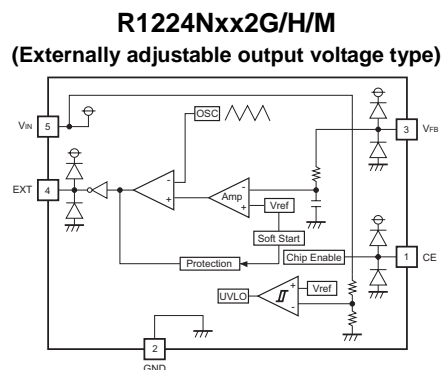 R1224Nxx2G/H/M
(Externally adjustable output voltage type)
OSC
VIN
5
3
VFB
EXT
4
-
+
Amp
-
+
Vref
Soft Start
Protection
Chip Enable
1
CE
UVLO
+
-
Vref
2
GND